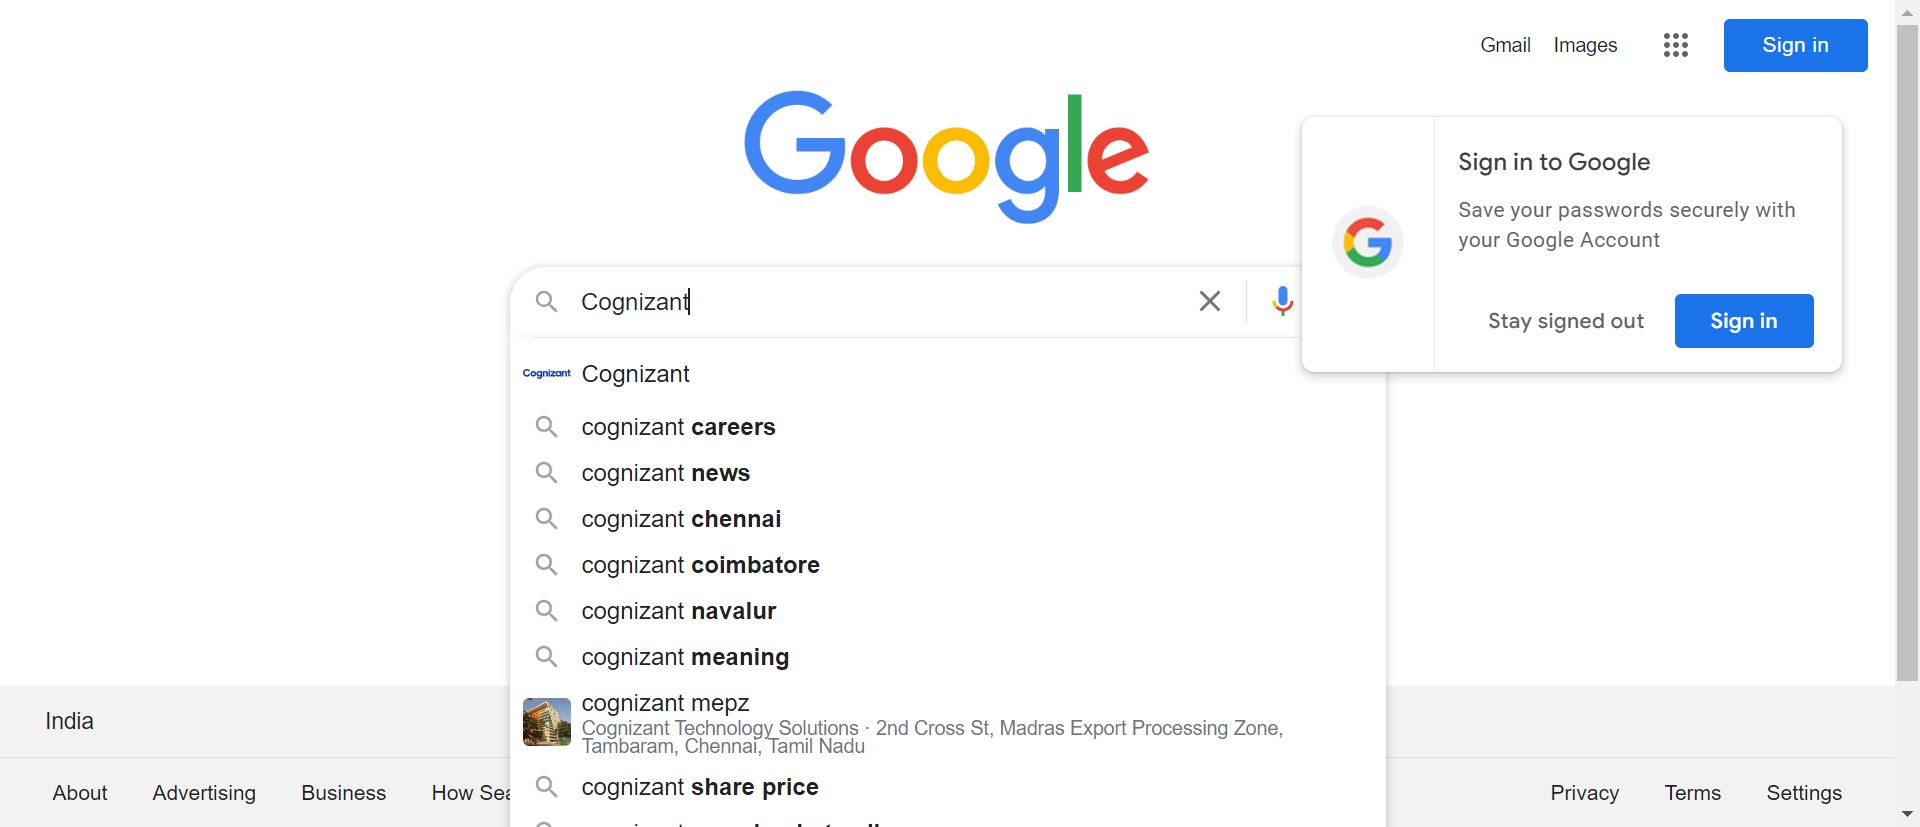 Gmail Images Sign in
Google
Sign in to Google
Save your passwords securely with
your Google Account
Stay signed out Sign in
Cognizant
Cognizant Cognizant
cognizant careers
cognizant news
cognizant chennai
cognizant coimbatore
cognizant navalur
cognizant meaning
cognizant mepz
Cognizant Technology Solutions · 2nd Cross St, Madras Export Processing Zone,
Tambaram, Chennai, Tamil Nadu
cognizant share price
India
About Advertising Business How Sea
Privacy Terms Settings